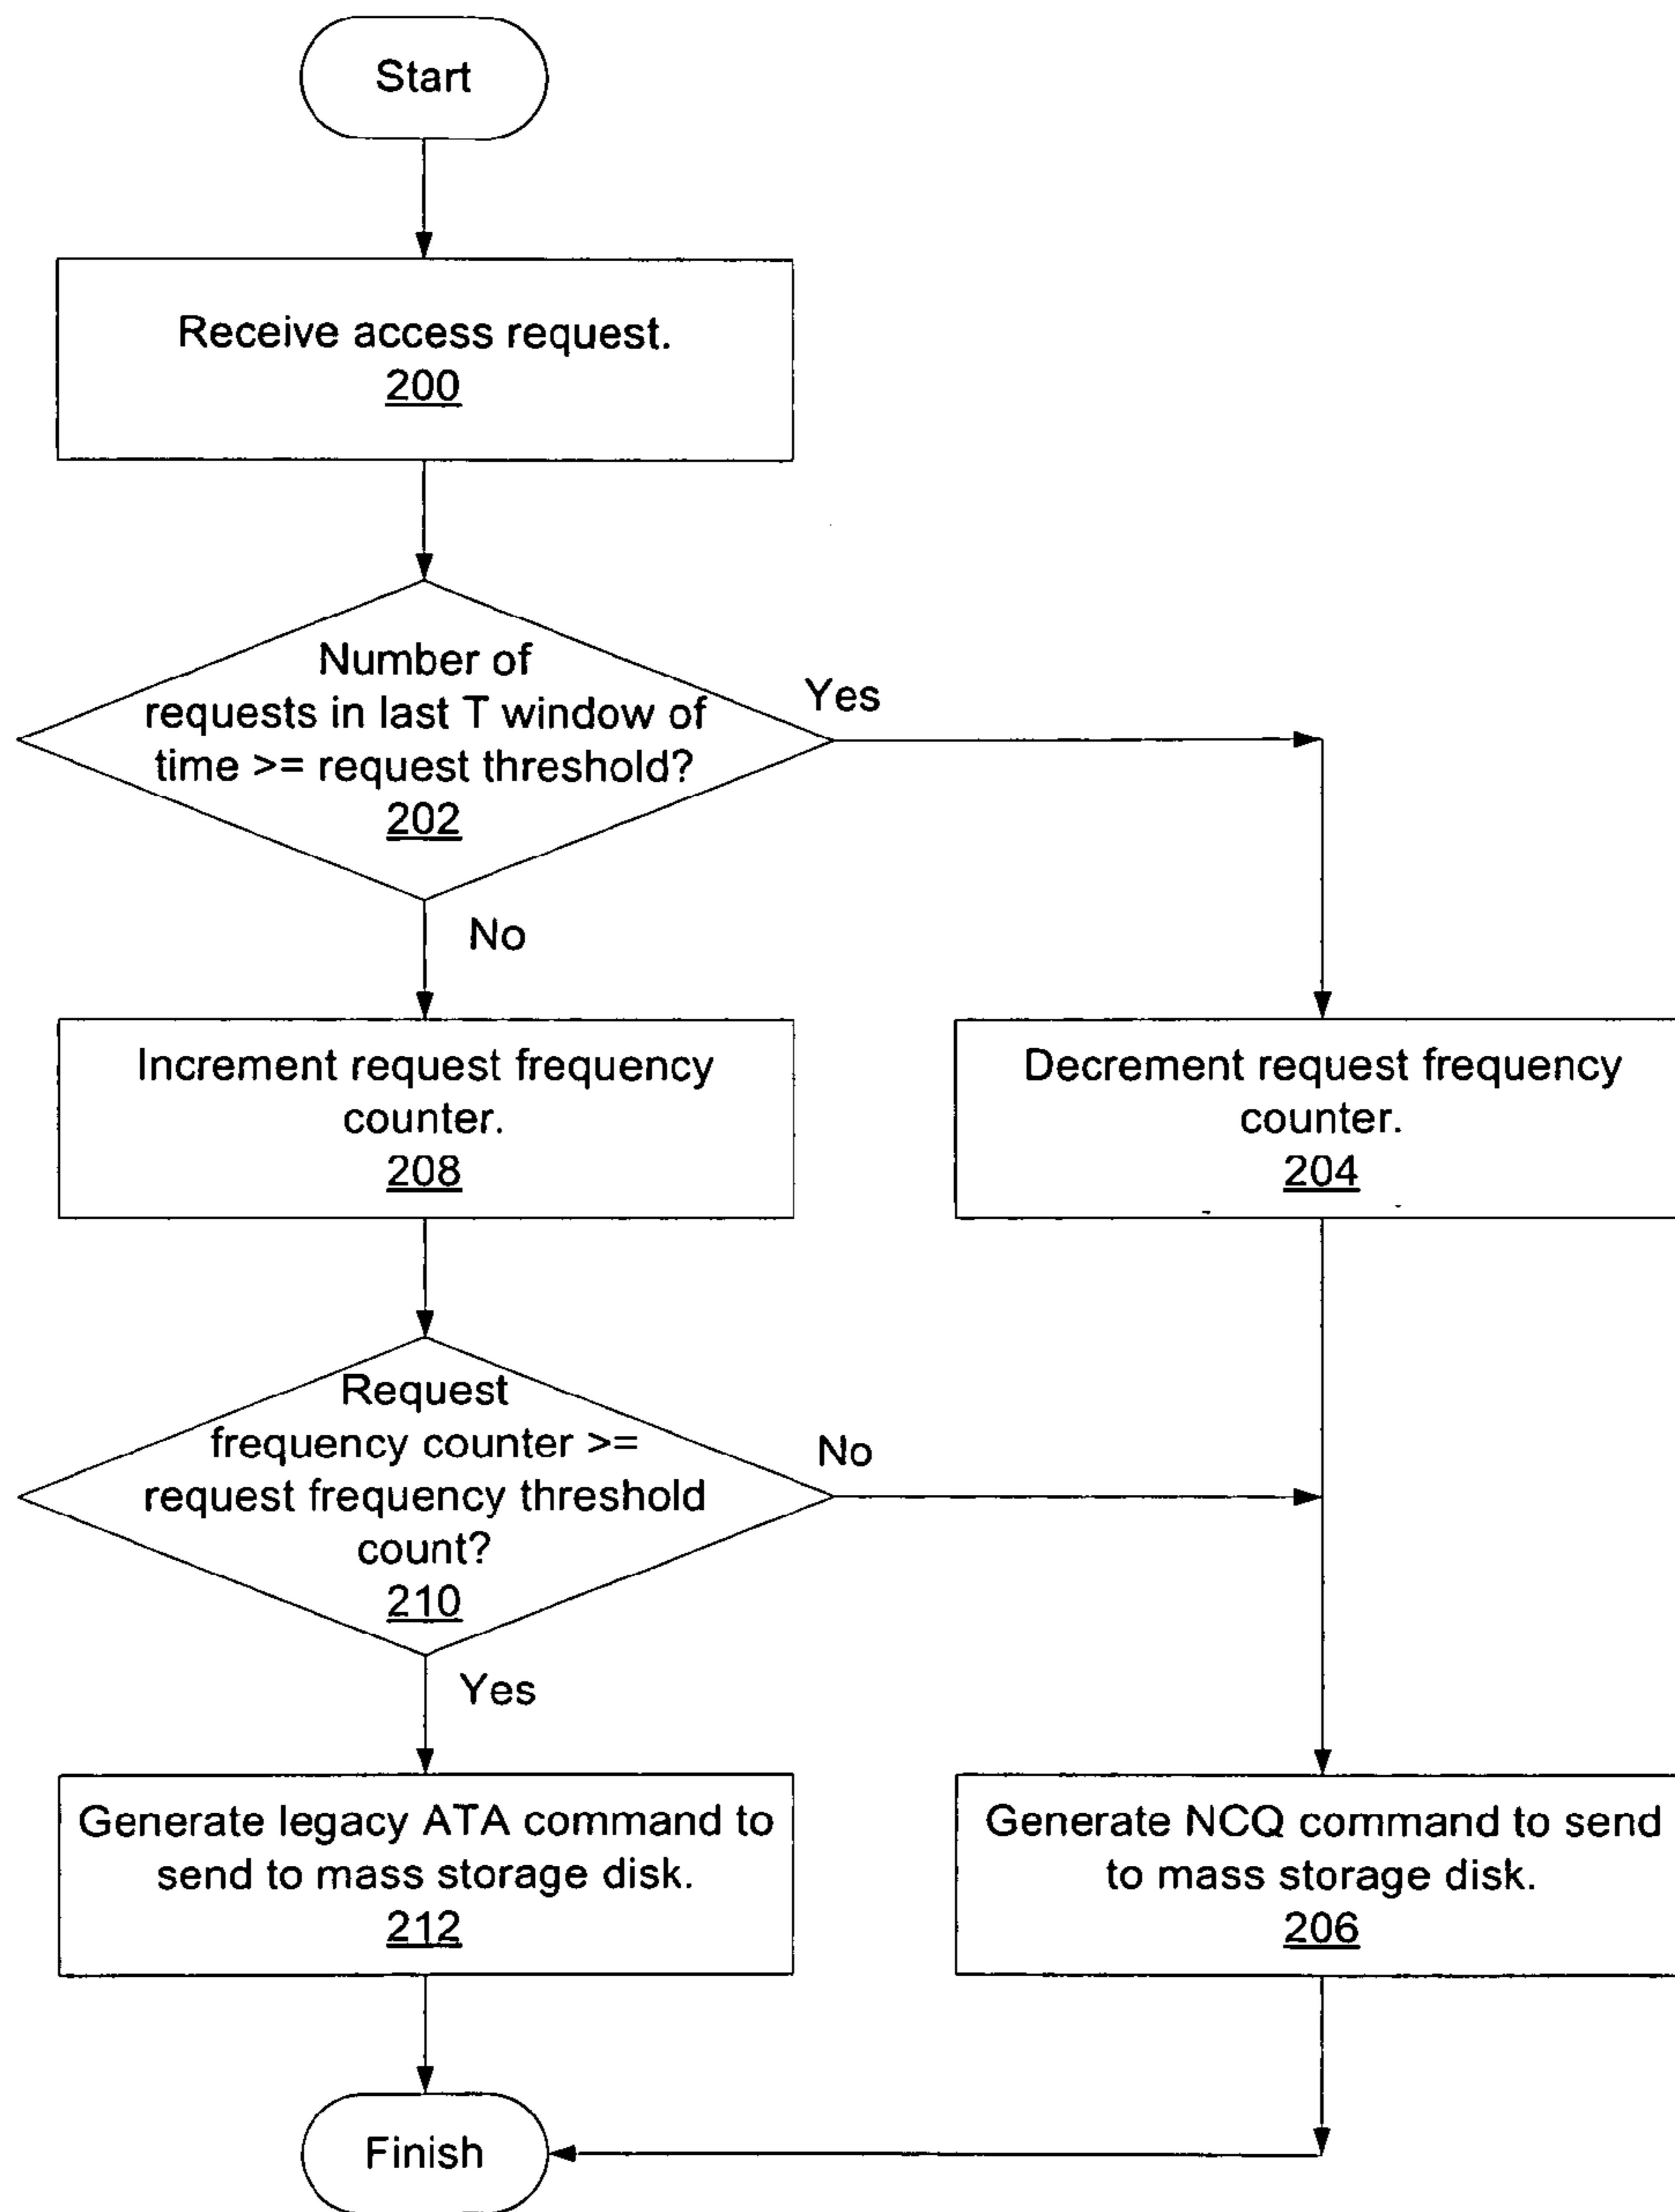 Start
Receive access request.
200
Number of
requests in last T window of
time >= request threshold?
202
Yes
No
Increment request frequency
counter.
208
Decrement request frequency
counter.
204
Request
frequency counter >=
request frequency threshold
count?
210
No
Yes
Generate legacy ATA command to
send to mass storage disk.
212
Generate NCQ command to send
to mass storage disk.
206
Finish